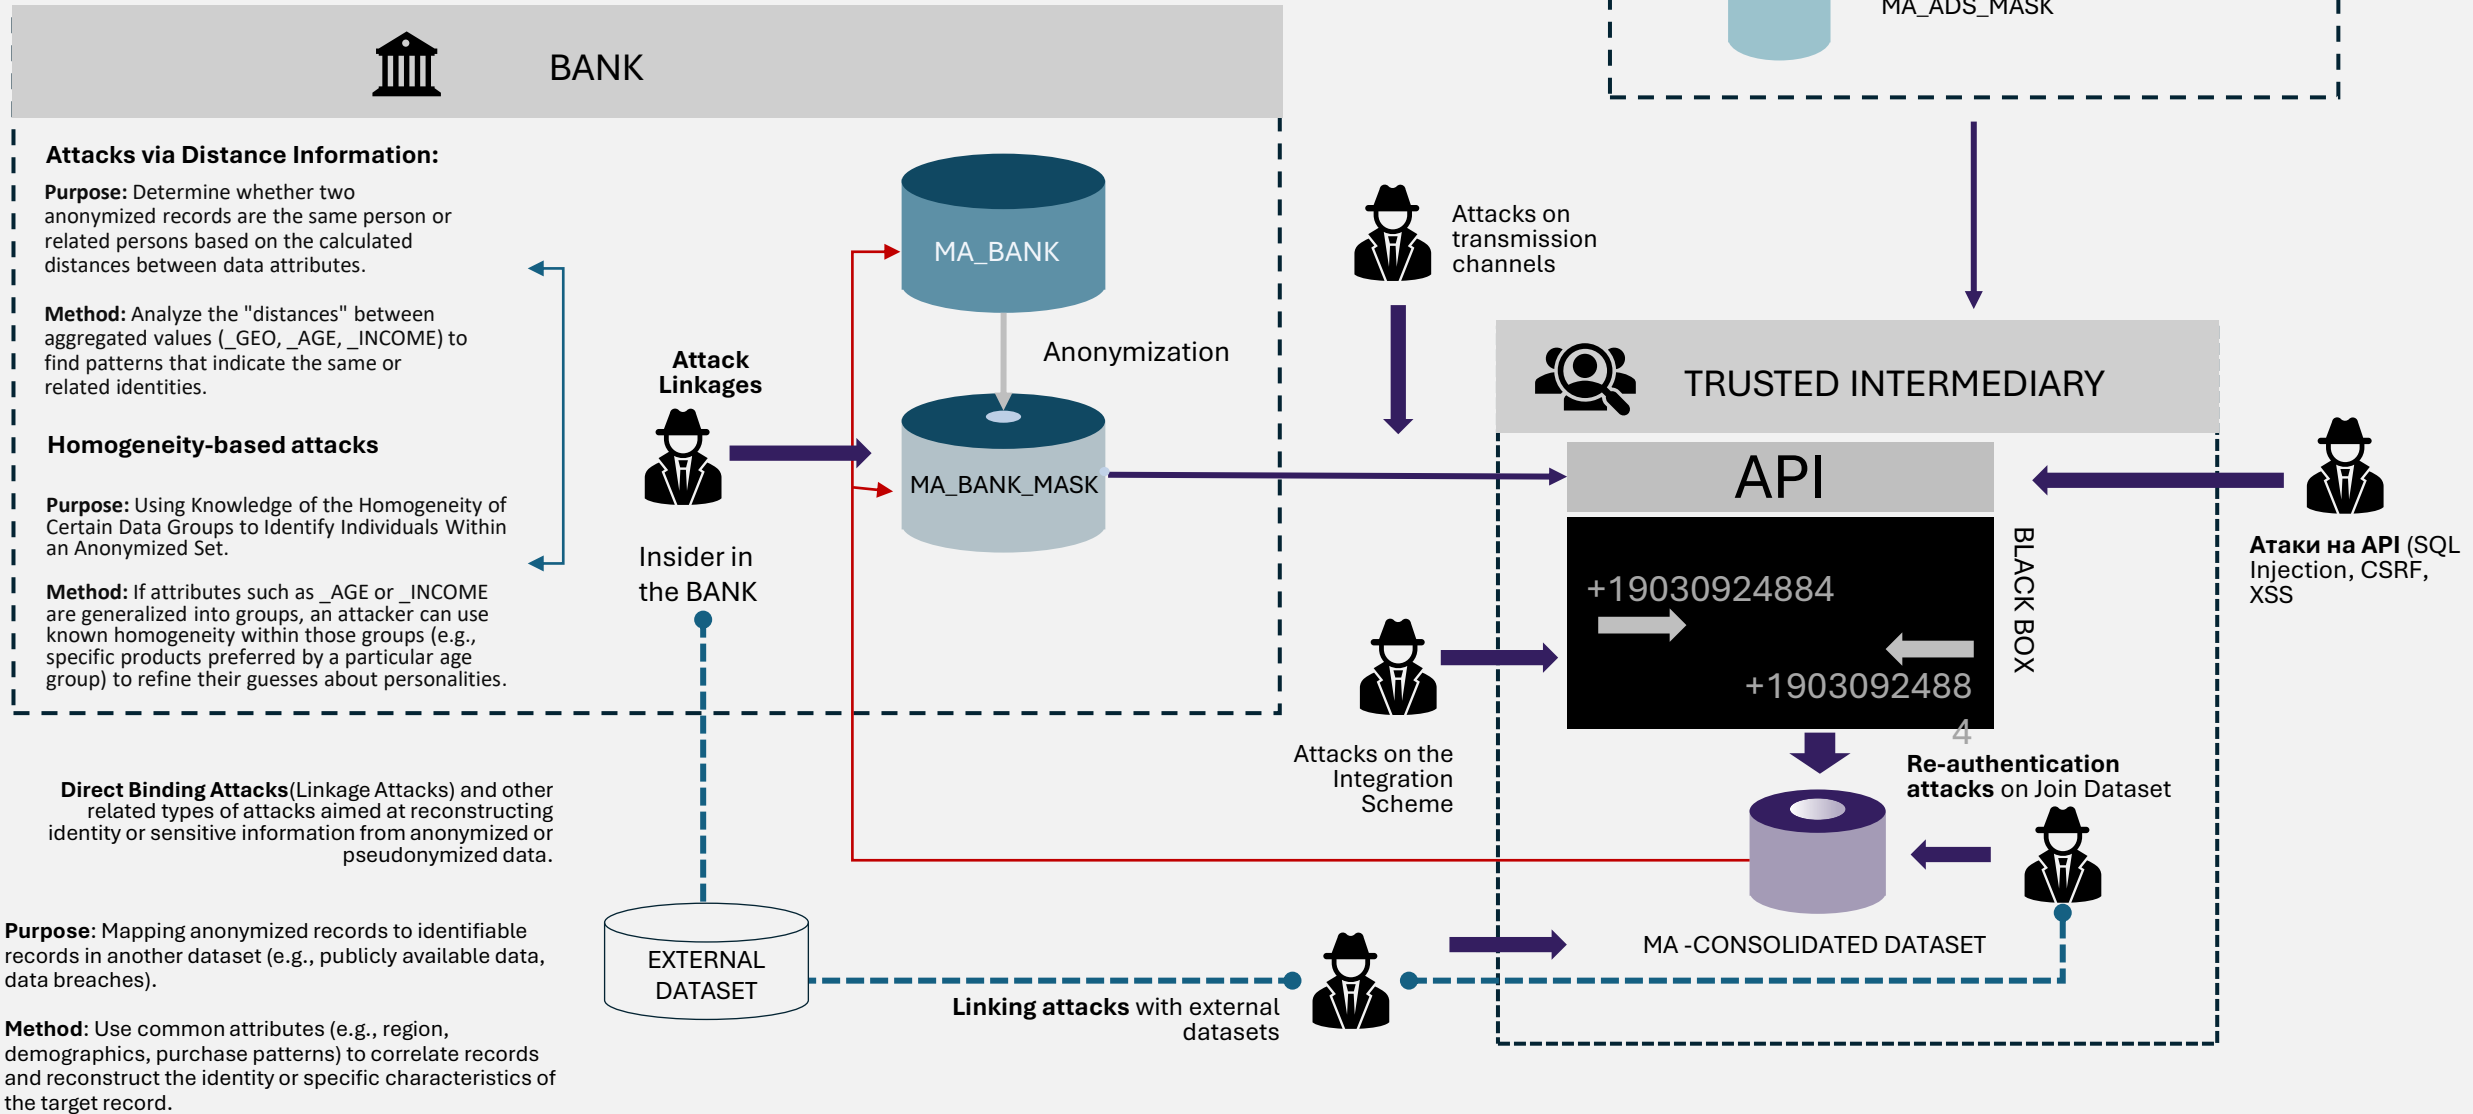 MA_ADS_MASK
BANK
Attacks via Distance Information:
Purpose: Determine whether two
anonymized records are the same person or
related persons based on the calculated
distances between data attributes.
Method: Analyze the "distances" between
aggregated values (_GEO, _AGE, _INCOME) to
find patterns that indicate the same or
related identities.
Homogeneity-based attacks
Purpose: Using Knowledge of the Homogeneity of
Certain Data Groups to Identify Individuals Within
an Anonymized Set.
Method: If attributes such as _AGE or _INCOME
are generalized into groups, an attacker can use
known homogeneity within those groups (e.g.,
specific products preferred by a particular age
group) to refine their guesses about personalities.
Attack
Linkages
Insider in
the BANK
MA_BANK
Anonymization
MA_BANK_MASK
Attacks on
transmission
channels
TRUSTED INTERMEDIARY
API
+19030924884
+1903092488
4
BLACK BOX
Атаки на API (SQL
Injection, CSRF,
XSS
Attacks on the
Integration
Scheme
Re-authentication
attacks on Join Dataset
MA -CONSOLIDATED DATASET
Direct Binding Attacks(Linkage Attacks) and other
related types of attacks aimed at reconstructing
identity or sensitive information from anonymized or
pseudonymized data.
Purpose: Mapping anonymized records to identifiable
records in another dataset (e.g., publicly available data,
data breaches).
Method: Use common attributes (e.g., region,
demographics, purchase patterns) to correlate records
and reconstruct the identity or specific characteristics of
the target record.
EXTERNAL
DATASET
Linking attacks with external
datasets